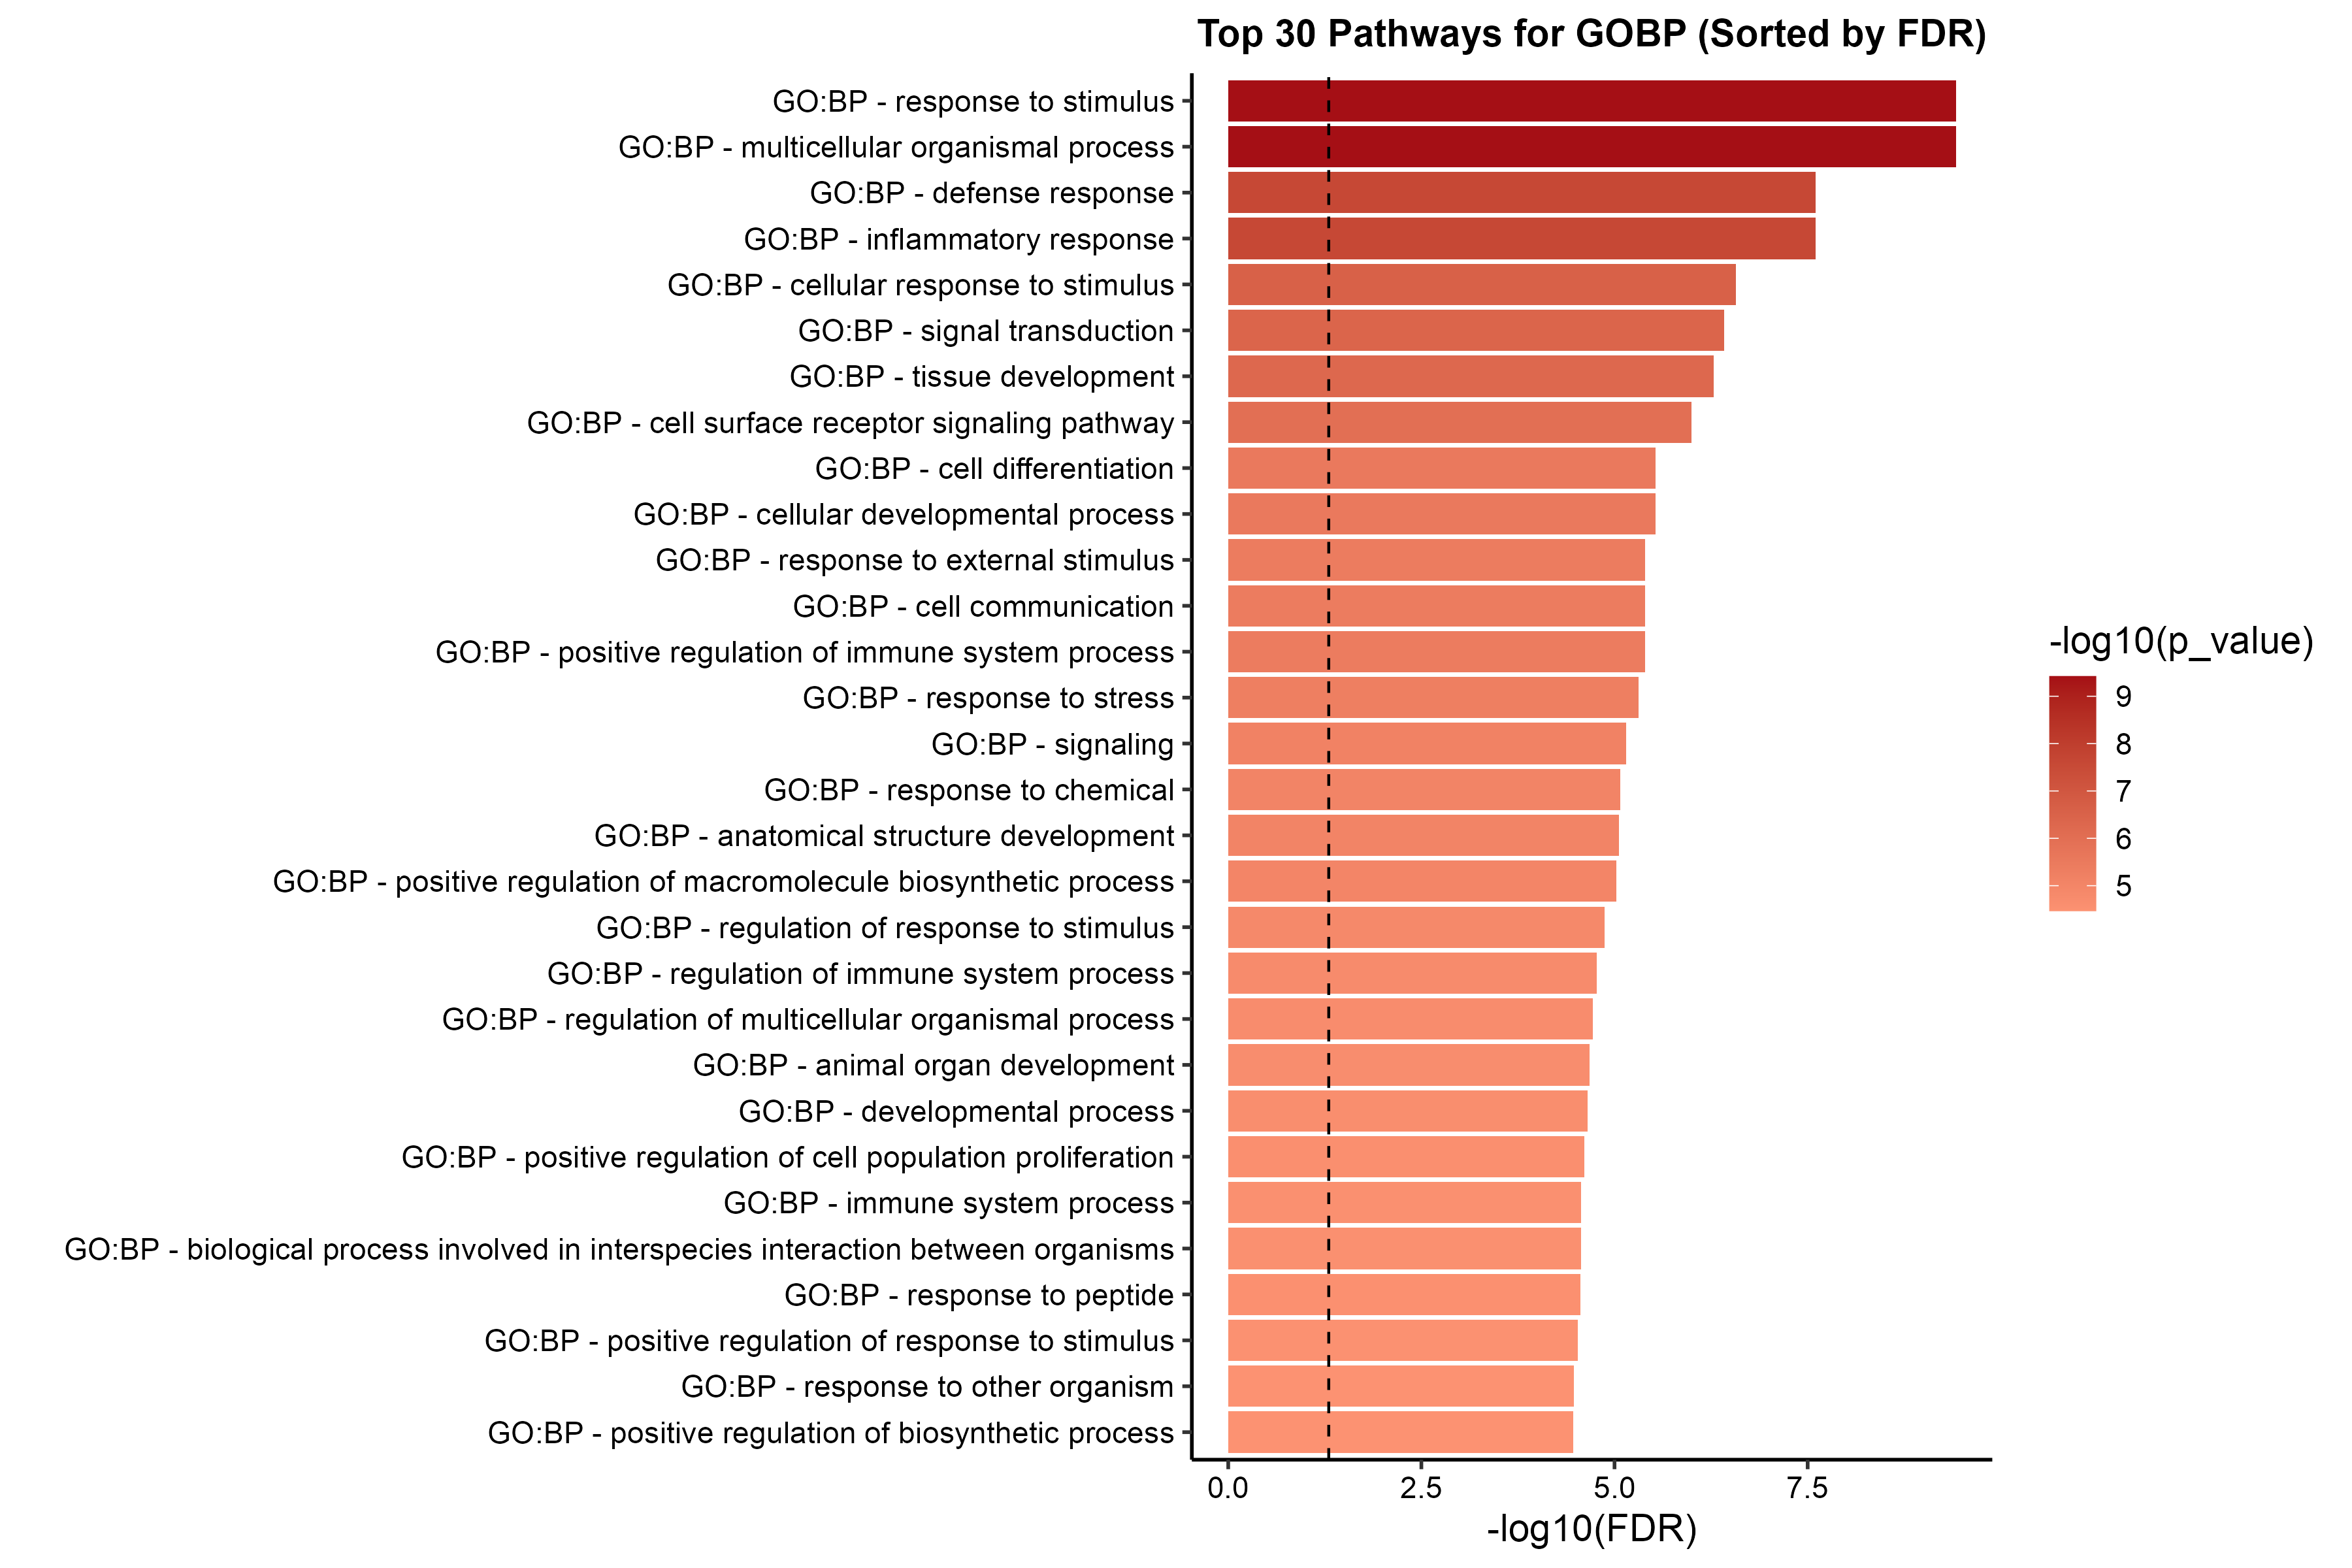 Top 30 Pathways for GOBP (Sorted by FDR)
GO:BP - response to stimulus
GO:BP - multicellular organismal process
GO:BP - defense response
GO:BP - inflammatory response
GO:BP - cellular response to stimulus
GO:BP - signal transduction
GO:BP - tissue development
GO:BP - cell surface receptor signaling pathway
GO:BP - cell differentiation
GO:BP - cellular developmental process
GO:BP - response to external stimulus
GO:BP - cell communication
GO:BP - positive regulation of immune system process
GO:BP - response to stress
GO:BP - signaling
GO:BP - response to chemical
GO:BP - anatomical structure development
GO:BP - positive regulation of macromolecule biosynthetic process
GO:BP - regulation of response to stimulus
GO:BP - regulation of immune system process
GO:BP - regulation of multicellular organismal process
GO:BP - animal organ development
GO:BP - developmental process
GO:BP - positive regulation of cell population proliferation
GO:BP - immune system process
GO:BP - biological process involved in interspecies interaction between organisms
GO:BP - response to peptide
GO:BP - positive regulation of response to stimulus
GO:BP - response to other organism
GO:BP - positive regulation of biosynthetic process
0.0 2.5 5.0 7.5
-log10(FDR)
-log10(p_value)
9
8
7
6
5